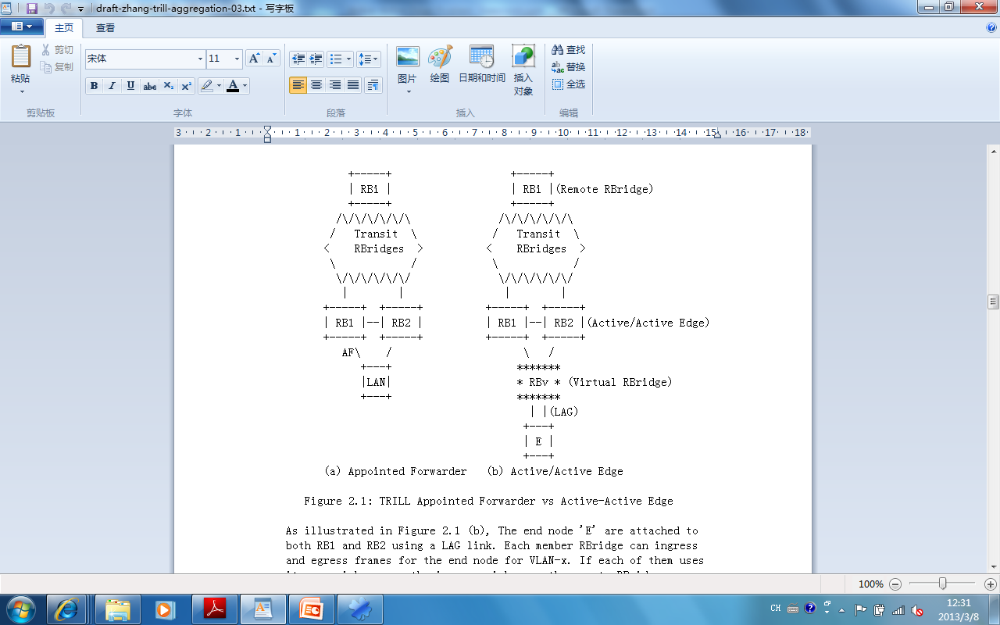 draft-zhang-trill-aggregation-03.txt - 写字板
主页
查看
粘贴
剪切
复制
剪贴板
宋体
11
A A
B I U abc X₂ X²
A
字体
段落
图片
绘图
日期和时间
插入
对象
插入
查找
替换
全选
编辑
3 2 1 1 2 3 4 5 6 7 8 9 10 11 12 13 14 15 16 17 18
+-----+ +-----+
| RBi | | RBi |(Remote RBridge)
+-----+ +-----+
/\/\/\/\/\/\ /\/\/\/\/\/\
/ Transit \ / Transit \
< RBridges > < RBridges >
\ / \ /
\/\/\/\/\/\/ \/\/\/\/\/\/
| | | |
+-----+ +-----+ +-----+ +-----+
| RB1 |--| RB2 | | RB1 |--| RB2 |(Active/Active Edge)
+-----+ +-----+ +-----+ +-----+
AF\ / \ /
+---+ *******
|LAN| * RBv * (Virtual RBridge)
+---+ *******
| |(LAG)
+---+
| E |
+---+
(a) Appointed Forwarder (b) Active/Active Edge
Figure 2.1: TRILL Appointed Forwarder vs Active-Active Edge
As illustrated in Figure 2.1 (b), The end node 'E' are attached to
both RB1 and RB2 using a LAG link. Each member RBridge can ingress
and egress frames for the end node for VLAN-x. If each of them uses
100%
CH
12:31
2013/3/8